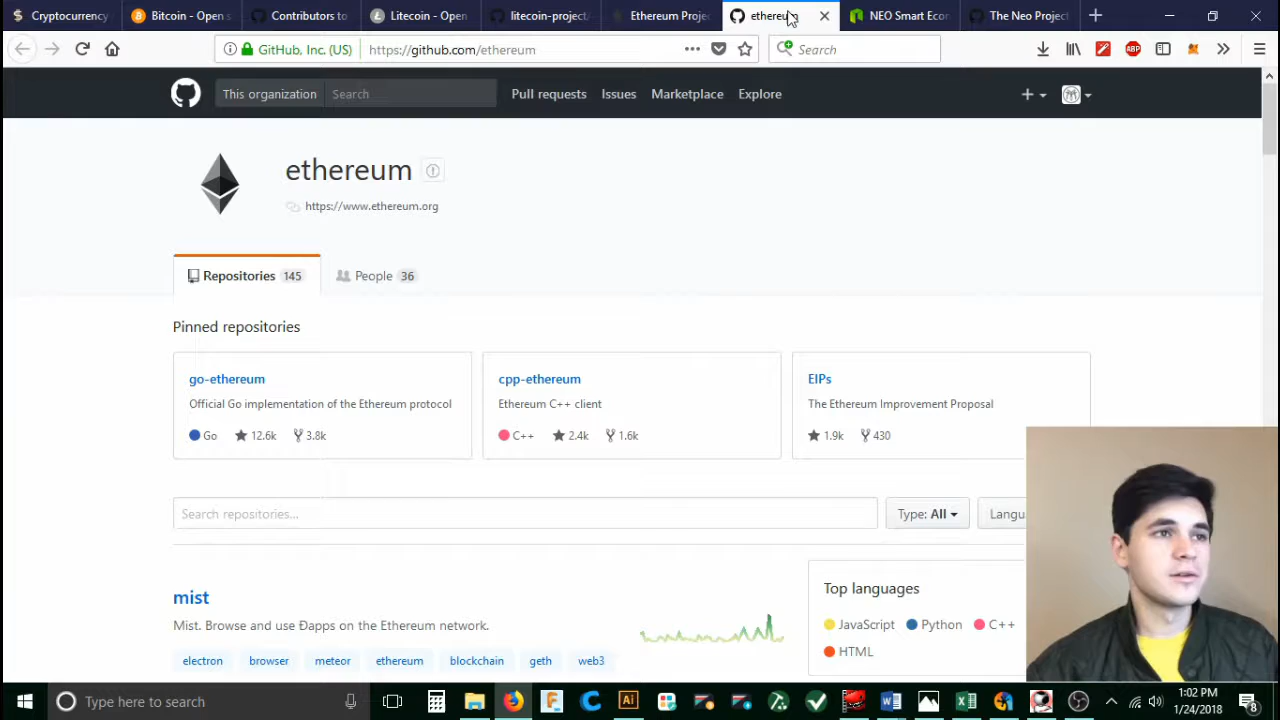 Cryptocurrency
Bitcoin - Open s
Contributors to
Litecoin - Open
litecoin-project/
Ethereum Proje
ethereu
NEO Smart Econ
The Neo Project
GitHub, Inc. (US)
https://github.com/ethereum
Search
ABP
This organization
Search
Pull requests
Issues
Marketplace
Explore
ethereum
https://www.ethereum.org
Repositories 145
People 36
Pinned repositories
go-ethereum
Official Go implementation of the Ethereum protocol
Go 12.6k 3.8k
cpp-ethereum
Ethereum C++ client
C++ 2.4k 1.6k
EIPs
The Ethereum Improvement Proposal
1.9k 430
Search repositories...
Type: All
Langu
mist
Mist. Browse and use Ðapps on the Ethereum network.
electron browser meteor ethereum blockchain geth web3
Top languages
JavaScript Python C++
HTML
Type here to search
Ai
1:02 PM
1/24/2018
8